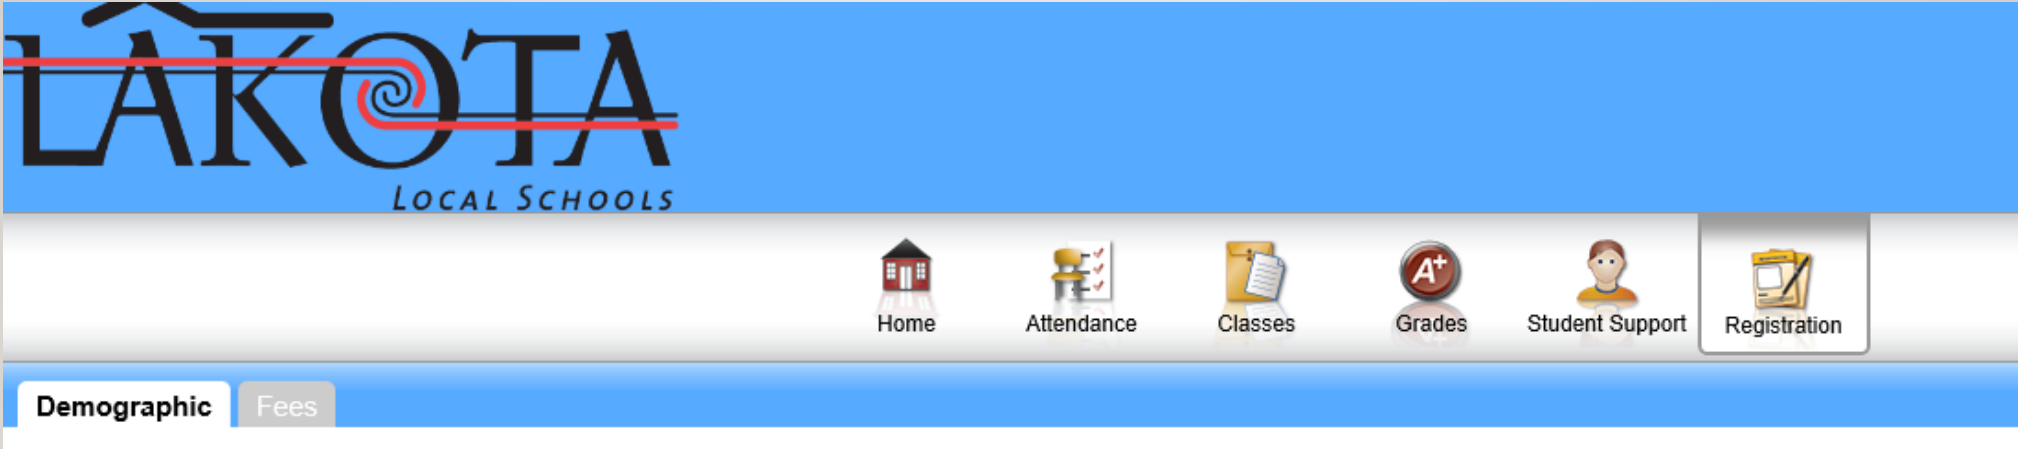 LAKOTA
LOCAL SCHOOLS
A+
Home Attendance Classes Grades Student Support Registration
Demographic Fees